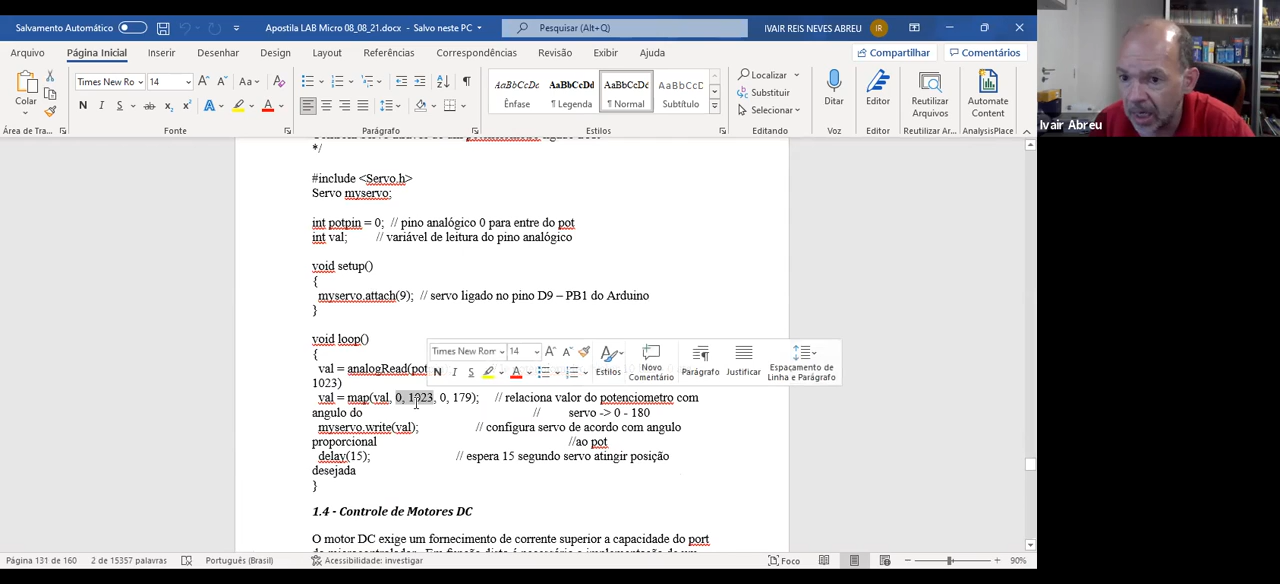 Salvamento Automático
Apostila LAB Micro 08_08_21.docx - Salvo neste PC
Pesquisar (Alt+Q)
IVAIR REIS NEVES ABREU
IR
Arquivo Página Inicial Inserir Desenhar Design Layout Referências Correspondências Revisão Exibir Ajuda
Compartilhar Comentários
Colar
Times New Ro 14
N I S ab x₂ x² A
Área de Tra...
Fonte
Parágrafo
AaBbCcDc AaBbCcDd AaBbCcDc AaBbCcD
Ênfase ¶ Legenda ¶ Normal Subtítulo
Estilos
Localizar
Substituir
Selecionar
Editando
Ditar
Voz
Editor
Editor
Reutilizar Arquivos
Reutilizar Ar...
Automate Content
AnalysisPlace
Ivair Abreu
*/
#include <Servo.h>
Servo myservo;
int potpin = 0; // pino analógico 0 para entre do pot
int val; // variável de leitura do pino analógico
void setup()
{
myservo.attach(9); // servo ligado no pino D9 – PB1 do Arduino
}
void loop()
{
val = analogRead(pot
1023)
val = map(val, 0, 1023, 0, 179); // relaciona valor do potenciometro com
angulo do // servo -> 0 - 180
myservo.write(val); // configura servo de acordo com angulo
proporcional //ao pot
delay(15); // espera 15 segundo servo atingir posição
desejada
}
Times New Rom 14
N I S A
Estilos
Novo Comentário
Parágrafo
Justificar
Espaçamento de Linha e Parágrafo
1.4 - Controle de Motores DC
O motor DC exige um fornecimento de corrente superior a capacidade do port
Página 131 de 160 2 de 15357 palavras Português (Brasil) Acessibilidade: investigar
Foco
90%